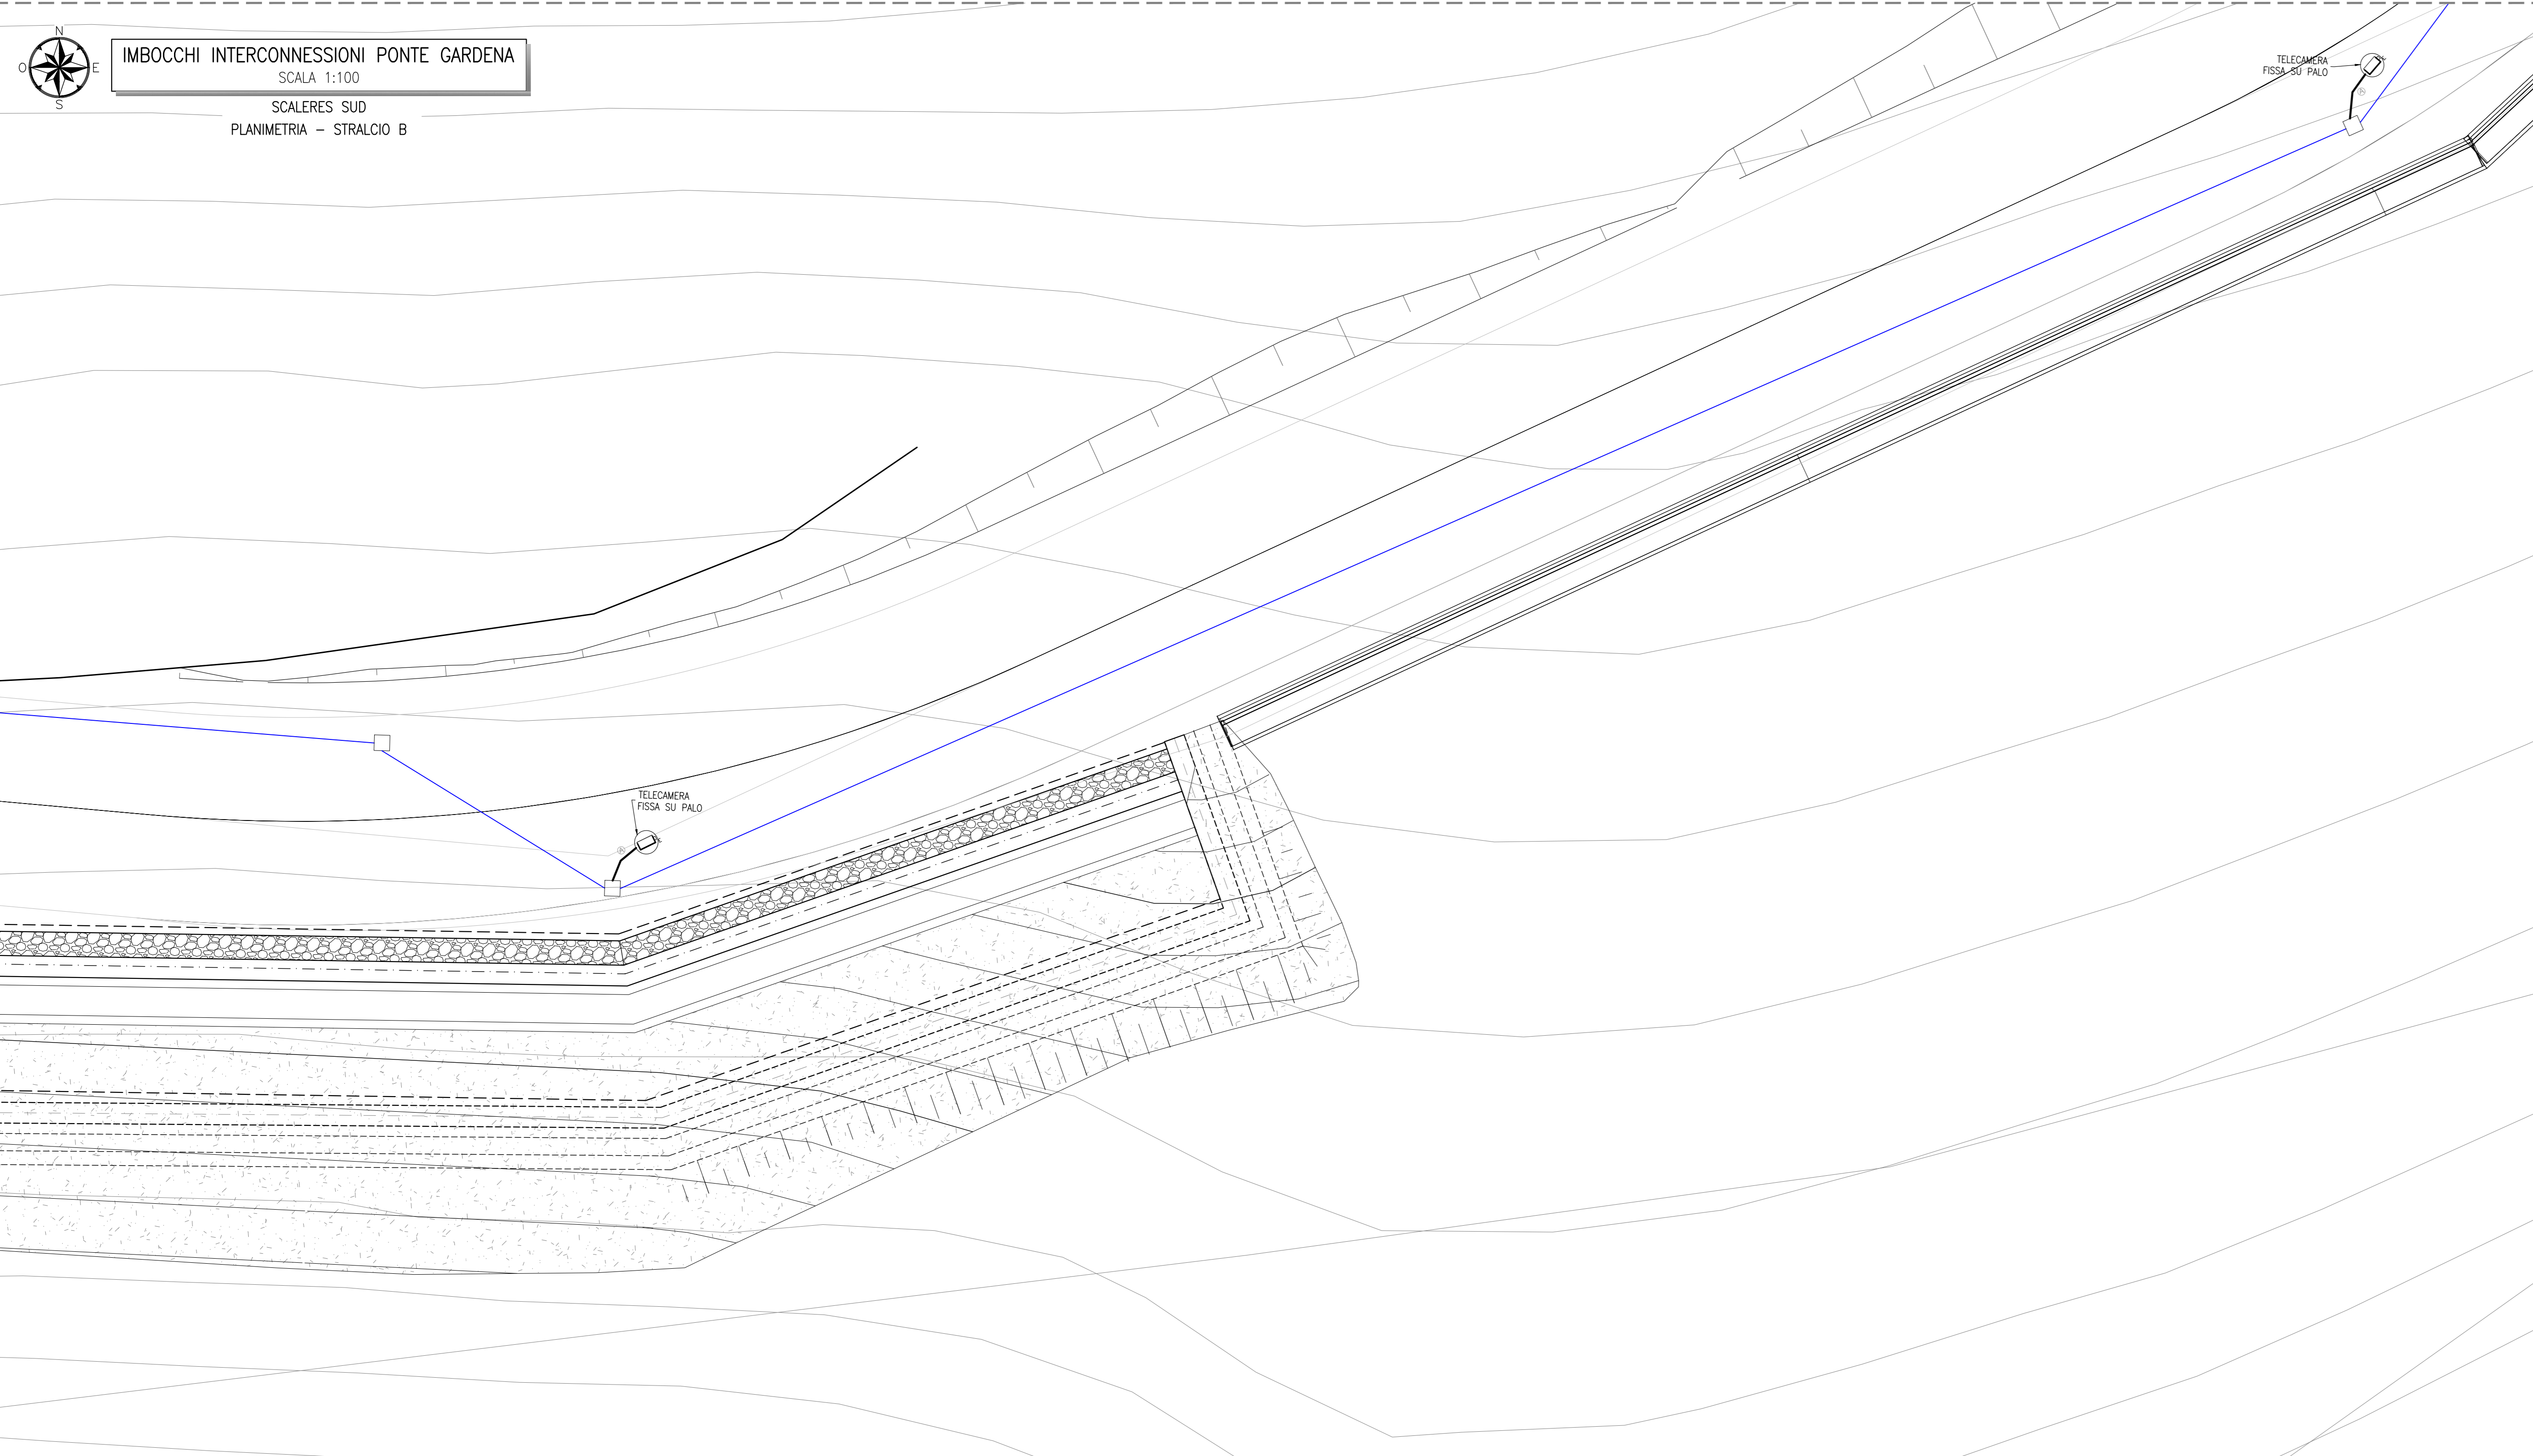 N
O E
S
IMBOCCHI INTERCONNESSIONI PONTE GARDENA
SCALA 1:100
SCALERES SUD
PLANIMETRIA – STRALCIO B
TELECAMERA
FISSA SU PALO
TELECAMERA
FISSA SU PALO